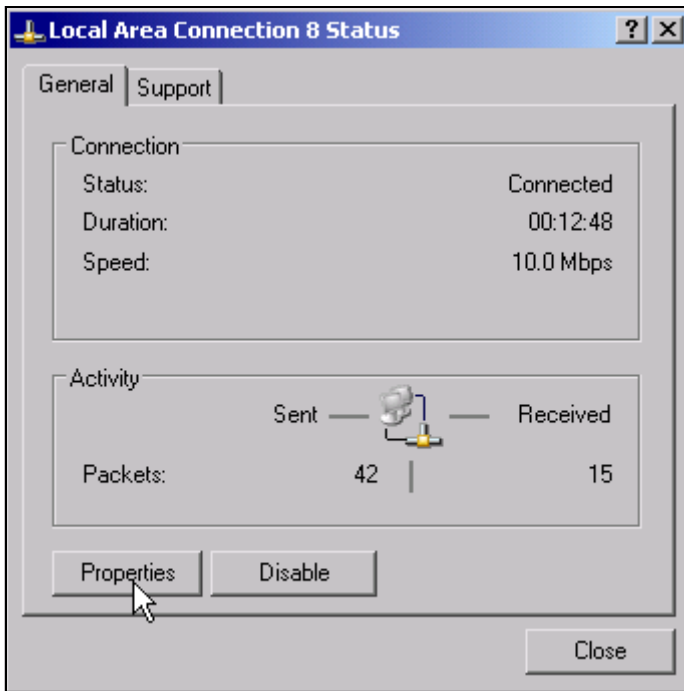 Local Area Connection 8 Status
General Support
Connection
Status: Connected
Duration: 00:12:48
Speed: 10.0 Mbps
Activity
Sent Received
Packets: 42 15
Properties Disable
Close